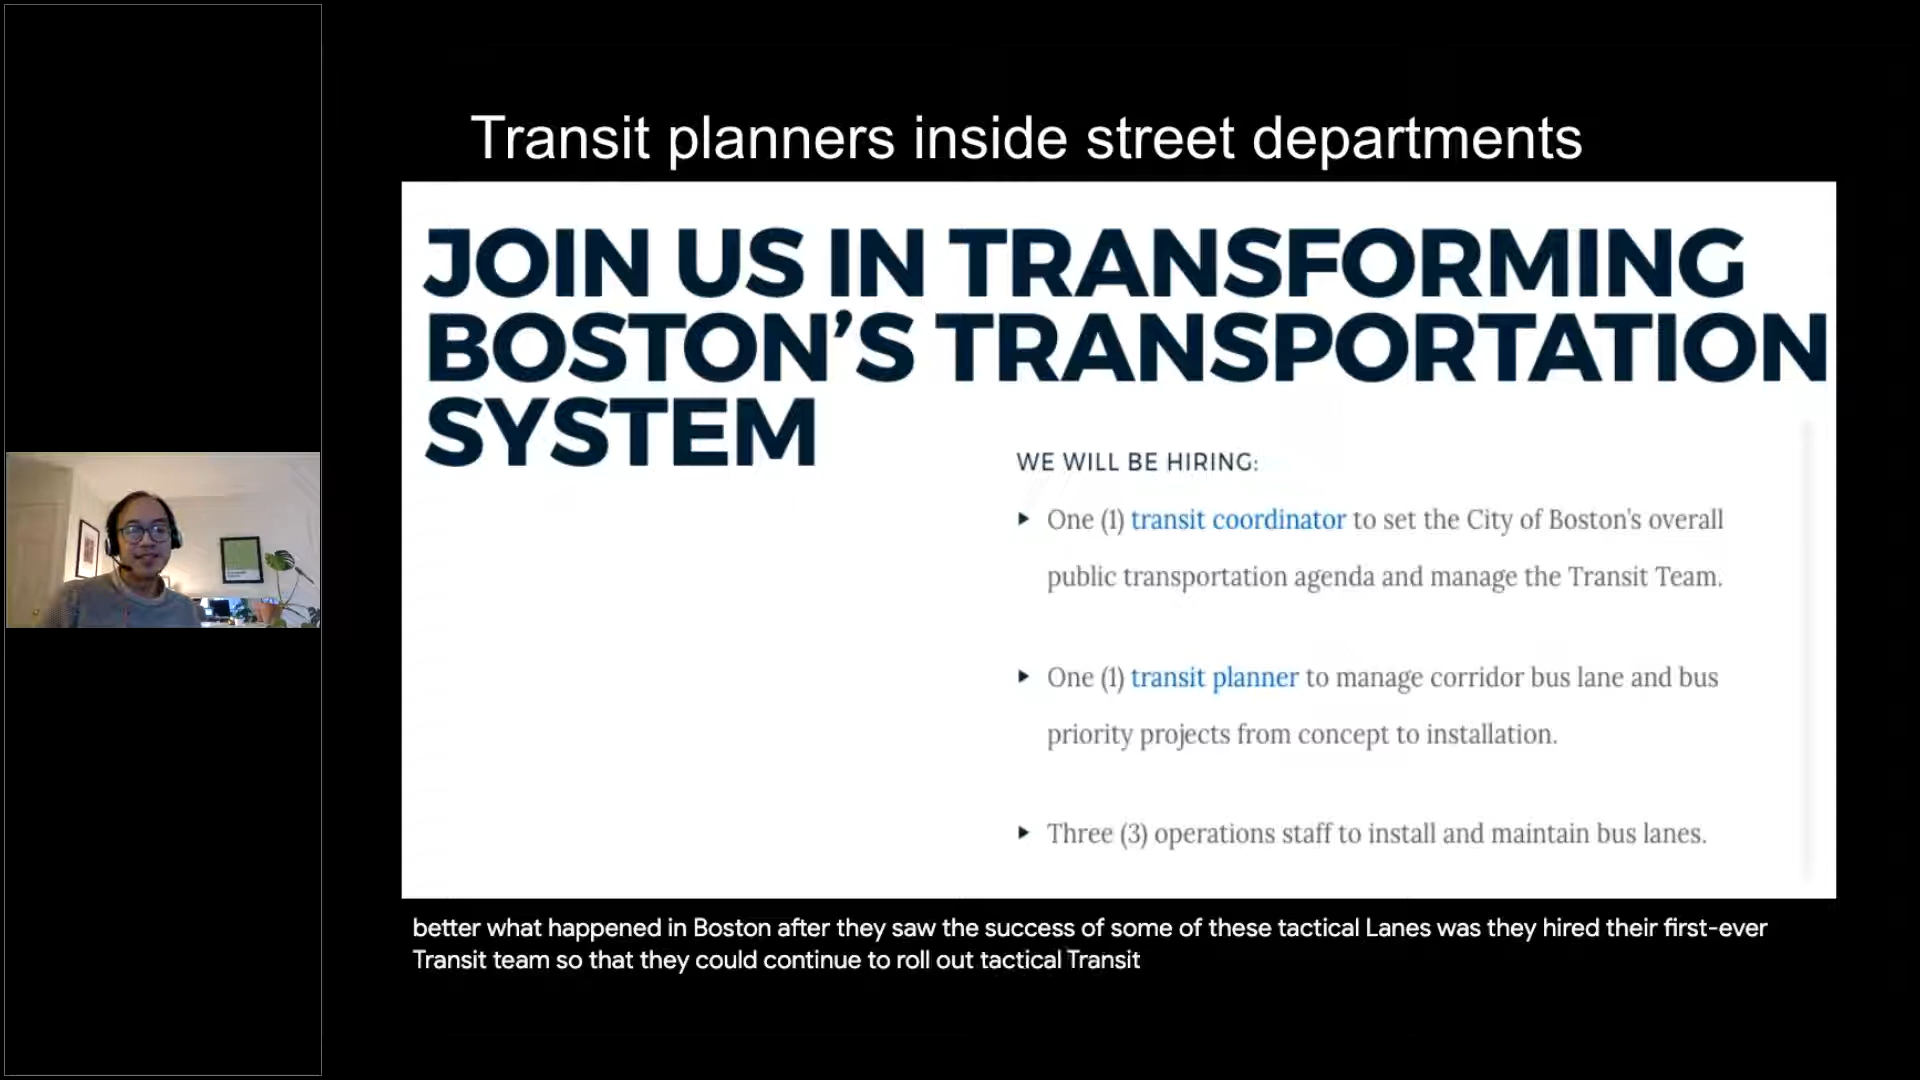 Transit planners inside street departments
JOIN US IN TRANSFORMING
BOSTON’S TRANSPORTATION
SYSTEM
WE WILL BE HIRING:
One (1) transit coordinator to set the City of Boston's overall
public transportation agenda and manage the Transit Team.
One (1) transit planner to manage corridor bus lane and bus
priority projects from concept to installation.
Three (3) operations staff to install and maintain bus lanes.
better what happened in Boston after they saw the success of some of these tactical Lanes was they hired their first-ever
Transit team so that they could continue to roll out tactical Transit